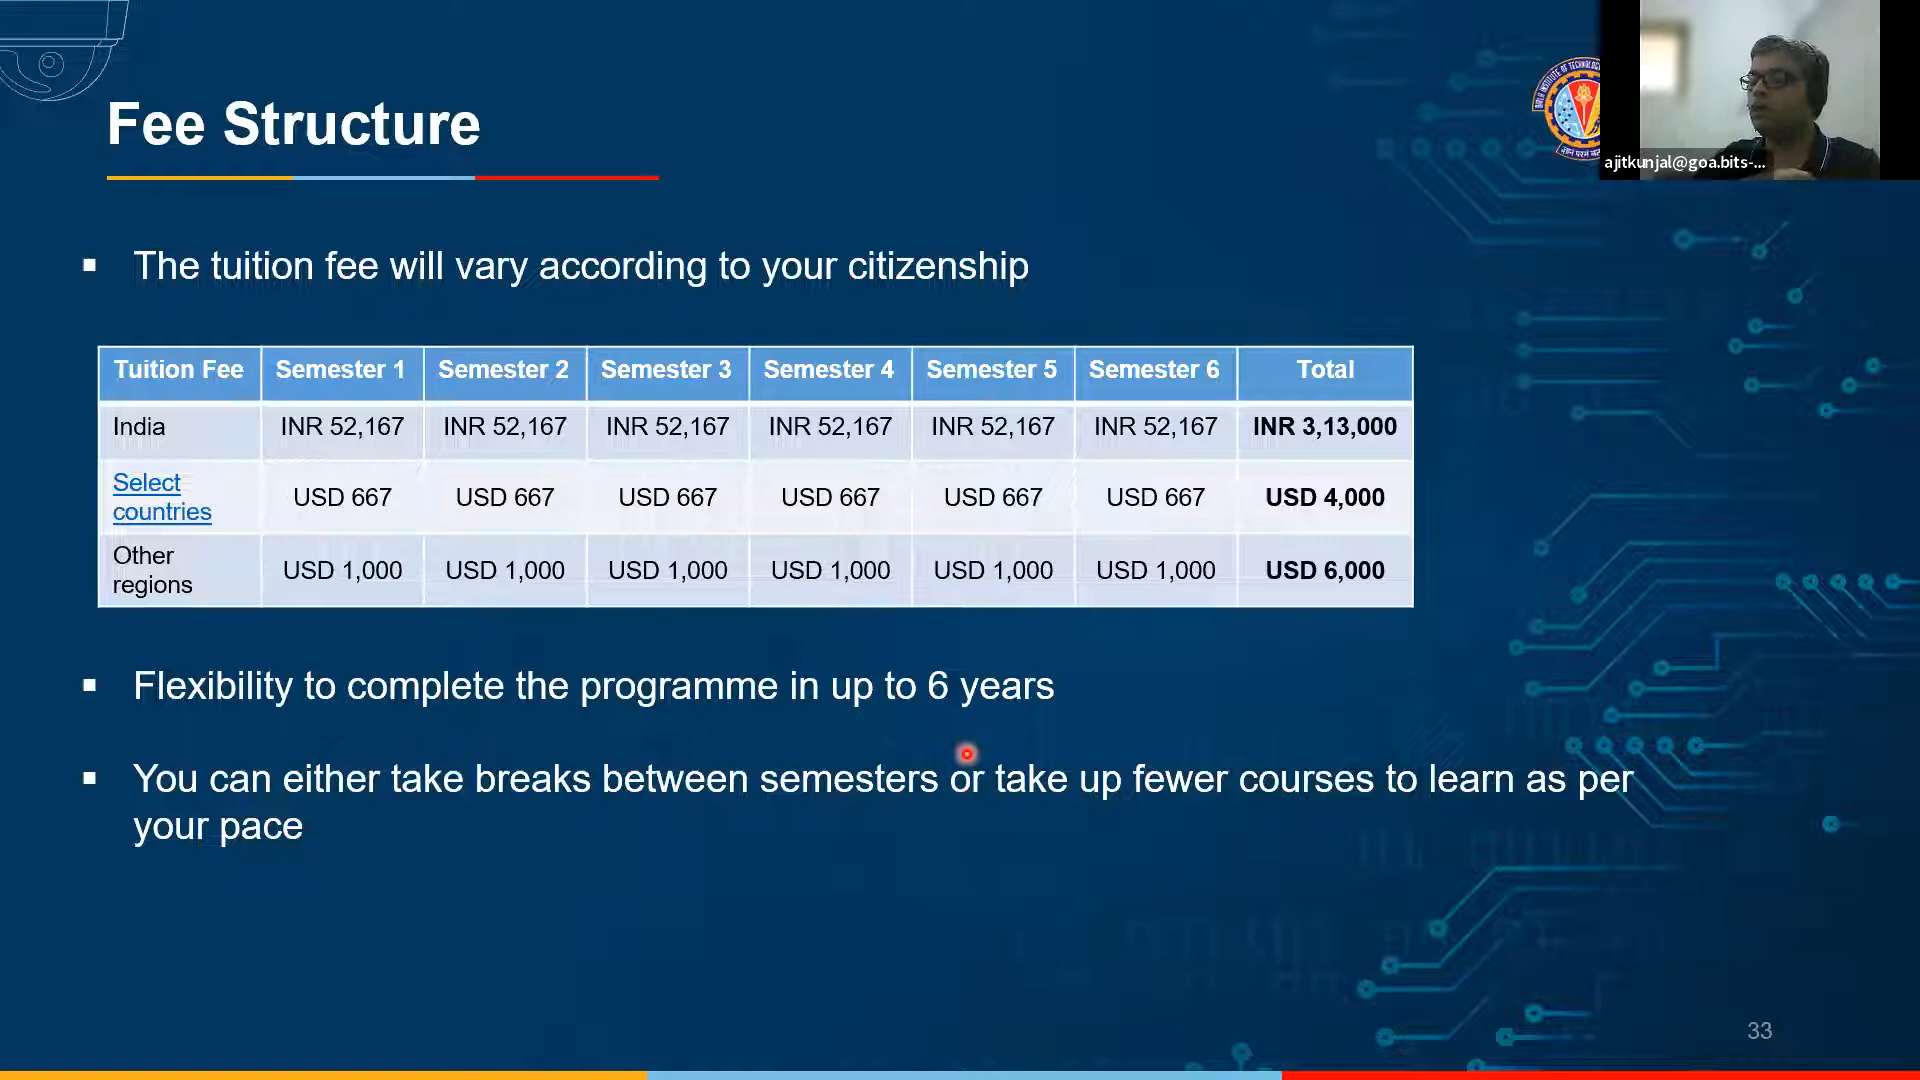 Fee Structure
ajitkunjal@goa.bits-...
▪ The tuition fee will vary according to your citizenship
Tuition Fee Semester 1 Semester 2 Semester 3 Semester 4 Semester 5 Semester 6 Total
India INR 52,167 INR 52,167 INR 52,167 INR 52,167 INR 52,167 INR 52,167 INR 3,13,000
Select
countries USD 667 USD 667 USD 667 USD 667 USD 667 USD 667 USD 4,000
Other
regions USD 1,000 USD 1,000 USD 1,000 USD 1,000 USD 1,000 USD 1,000 USD 6,000
▪ Flexibility to complete the programme in up to 6 years
▪ You can either take breaks between semesters or take up fewer courses to learn as per
your pace
33